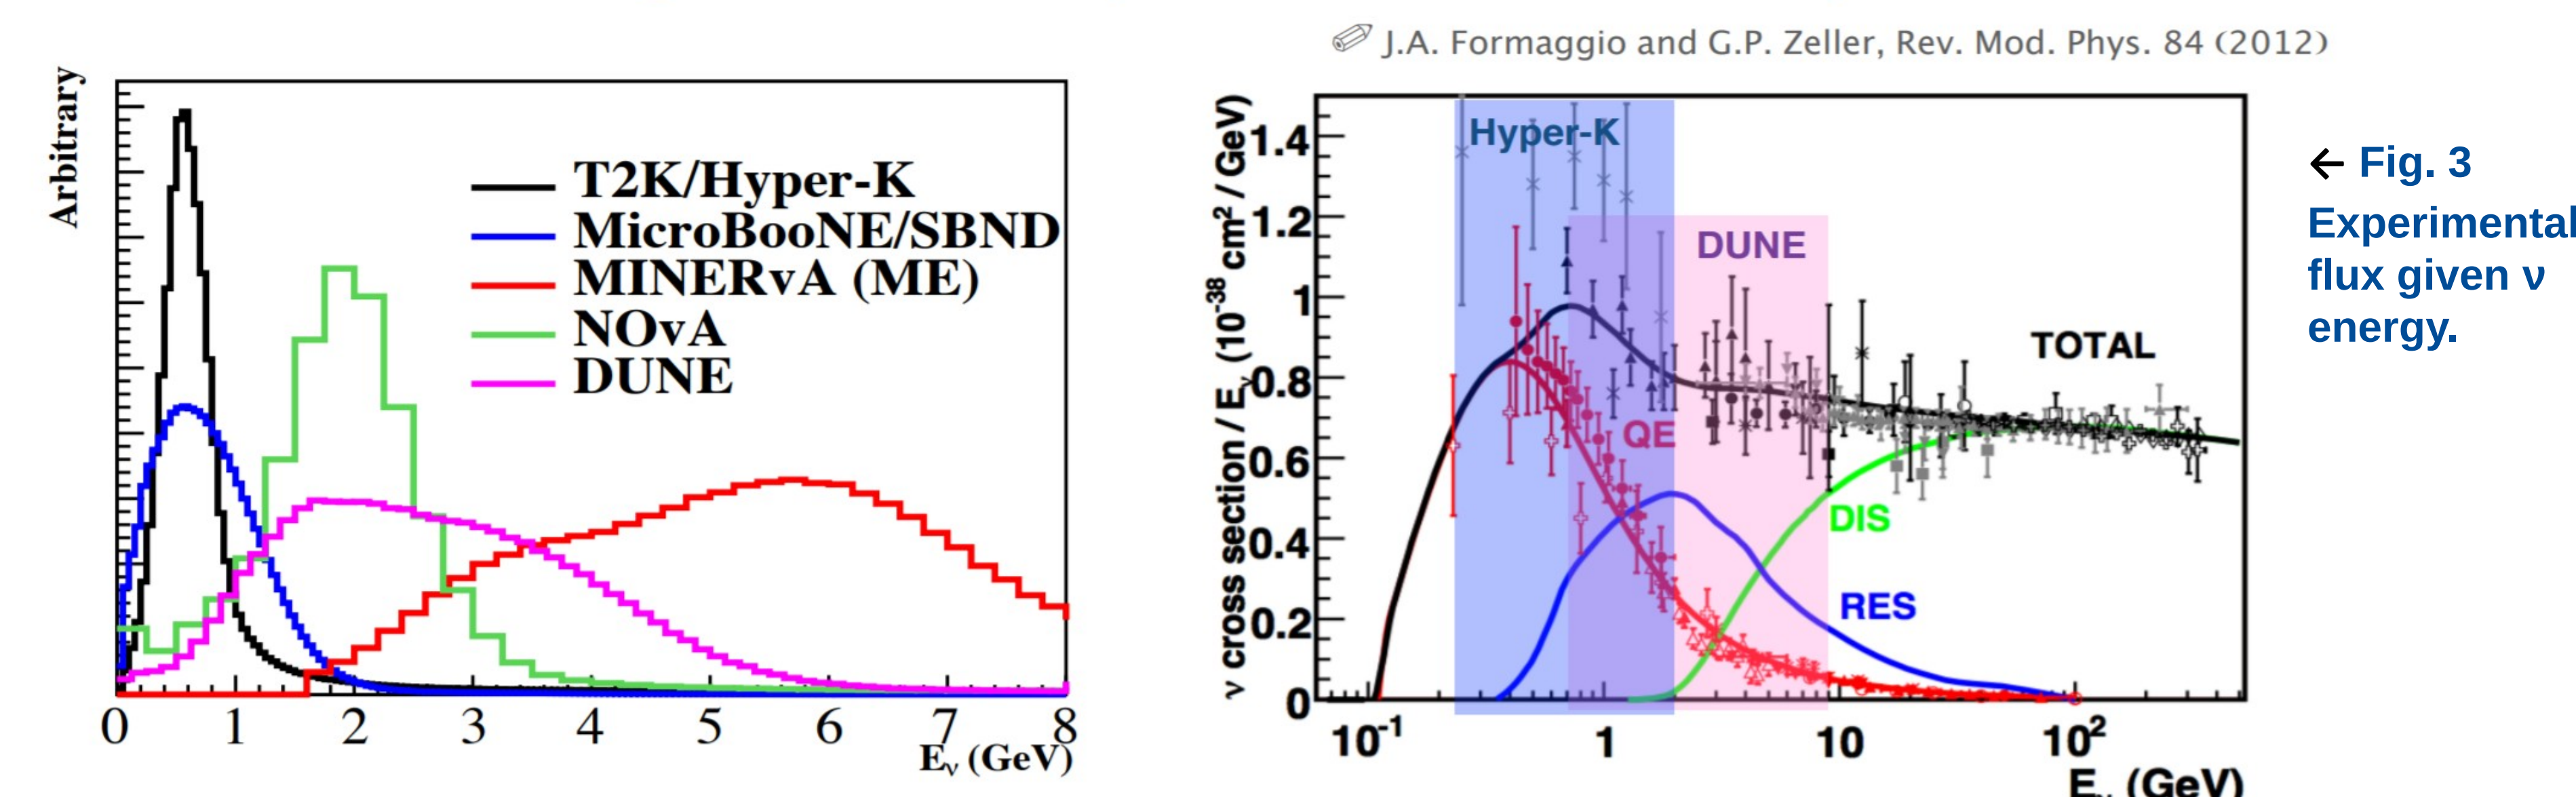 J.A. Formaggio and G.P. Zeller, Rev. Mod. Phys. 84 (2012)
Arbitrary
T2K/Hyper-K
MicroBooNE/SBND
MINERvA (ME)
NOvA
DUNE
0 1 2 3 4 5 6 7 8
Eν (GeV)
ν cross section / Eν (10⁻³⁸ cm² / GeV)
1.4
1.2
1
0.8
0.6
0.4
0.2
0
Hyper-K
DUNE
TOTAL
QE
DIS
RES
10⁻¹ 1 10 10²
Eν (GeV)
← Fig. 3
Experimental
flux given ν
energy.